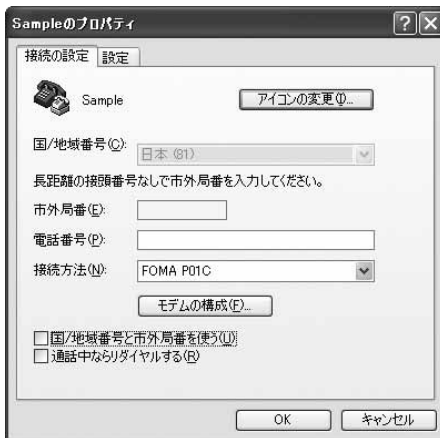 Sampleのプロパティ
接続の設定 設定
Sample アイコンの変更(I)...
国/地域番号(C): 日本 (81)
長距離の接頭番号なしで市外局番を入力してください。
市外局番(E):
電話番号(P):
接続方法(N): FOMA P01C
モデムの構成(F)...
国/地域番号と市外局番を使う(U)
通話中ならリダイヤルする(R)
OK キャンセル